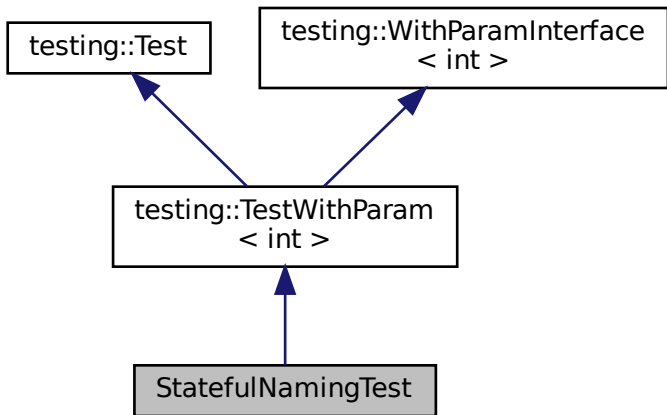 testing::Test
testing::WithParamInterface
< int >
testing::TestWithParam
< int >
StatefulNamingTest